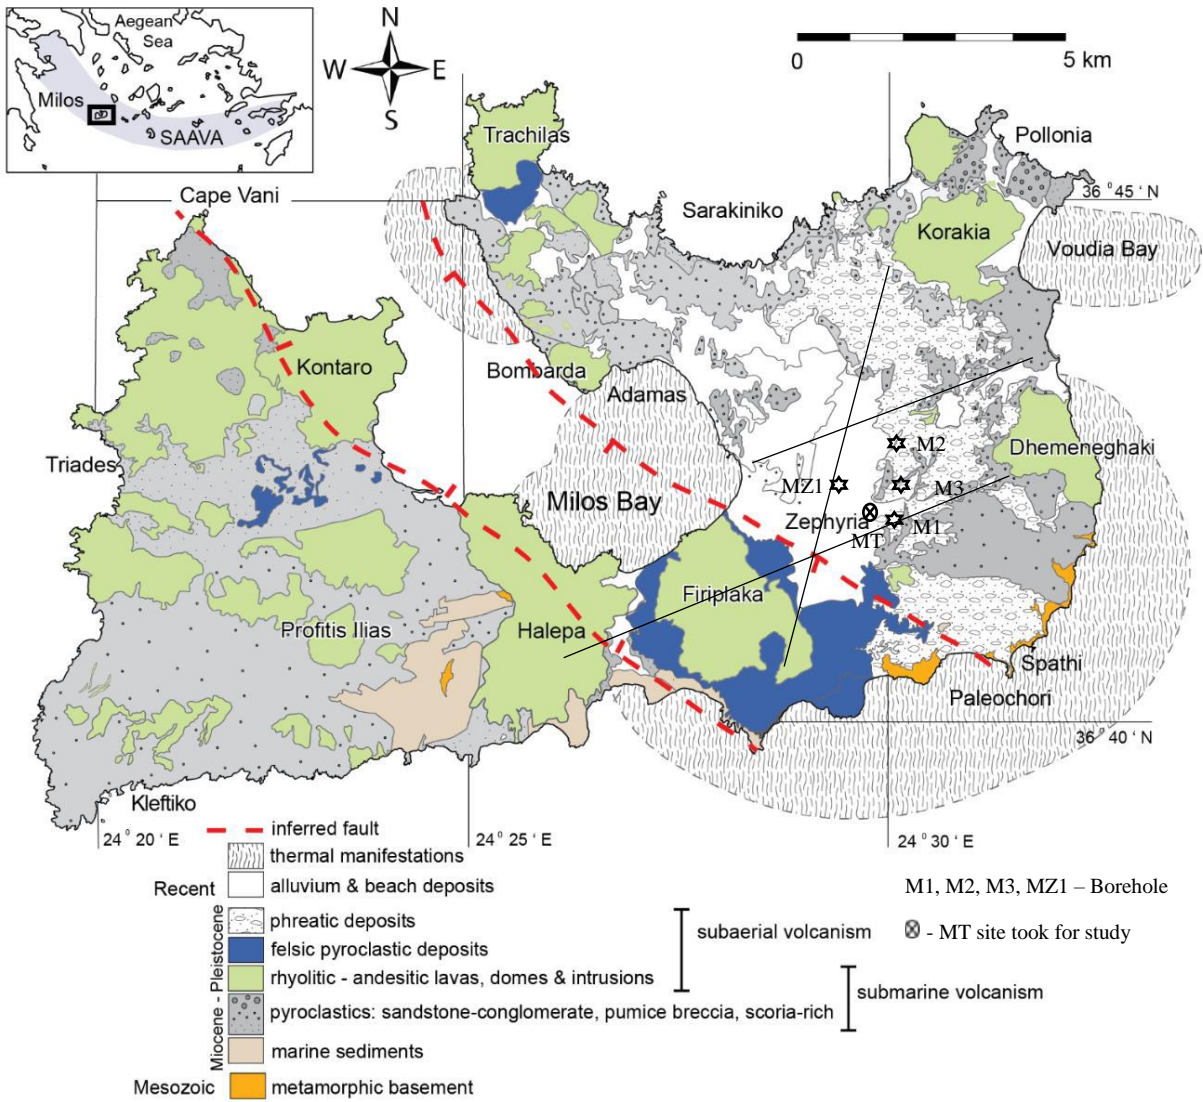 Aegean
Sea
Milos
SAAVA
N
W
E
S
0
5 km
Trachilas
Pollonia
Cape Vani
36 ° 45 ' N
Sarakiniko
Korakia
Voudia Bay
Kontaro
Bombarda
Adamas
Triades
Dhemeneghaki
M2
MZ1
M3
Milos Bay
Zephyria
M1
MT
Firiplaka
Profitis Ilias
Halepa
Spathi
Paleochori
36 ° 40 ' N
Kleftiko
24 ° 20 ' E
24 ° 25 ' E
24 ° 30 ' E
inferred fault
thermal manifestations
Recent
alluvium & beach deposits
M1, M2, M3, MZ1 – Borehole
Miocene - Pleistocene
phreatic deposits
subaerial volcanism
- MT site took for study
felsic pyroclastic deposits
rhyolitic - andesitic lavas, domes & intrusions
submarine volcanism
pyroclastics: sandstone-conglomerate, pumice breccia, scoria-rich
marine sediments
Mesozoic
metamorphic basement